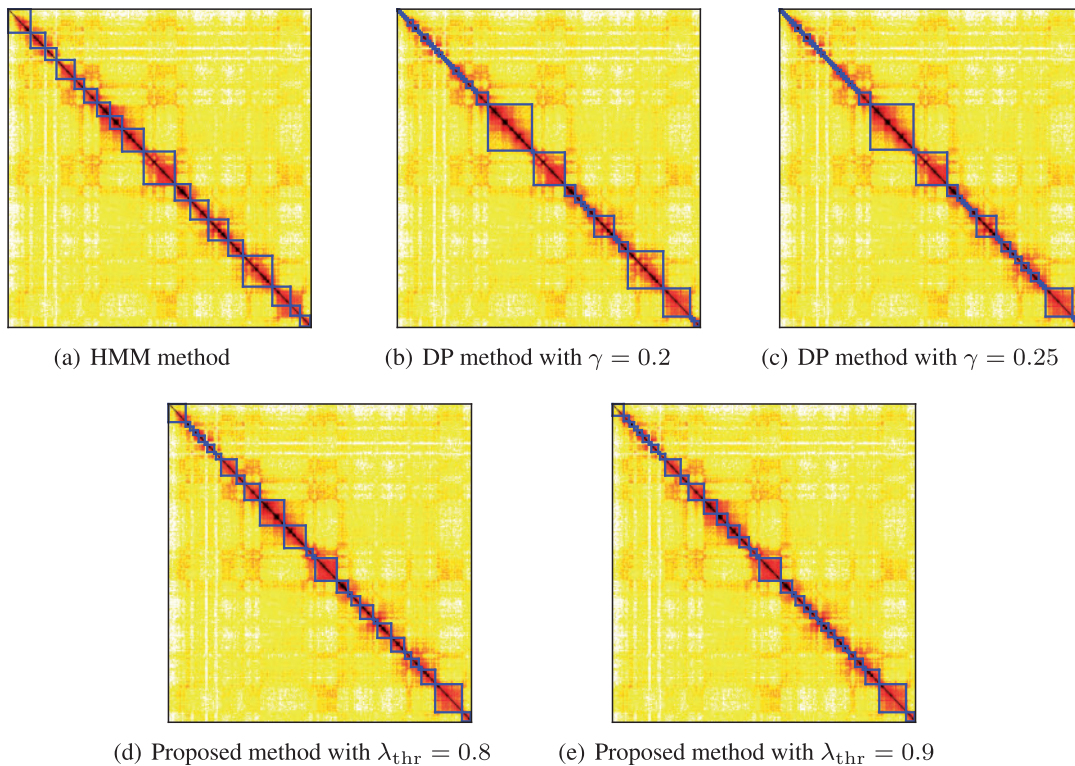 (a) HMM method
(b) DP method with γ = 0.2
(c) DP method with γ = 0.25
(d) Proposed method with λthr = 0.8
(e) Proposed method with λthr = 0.9